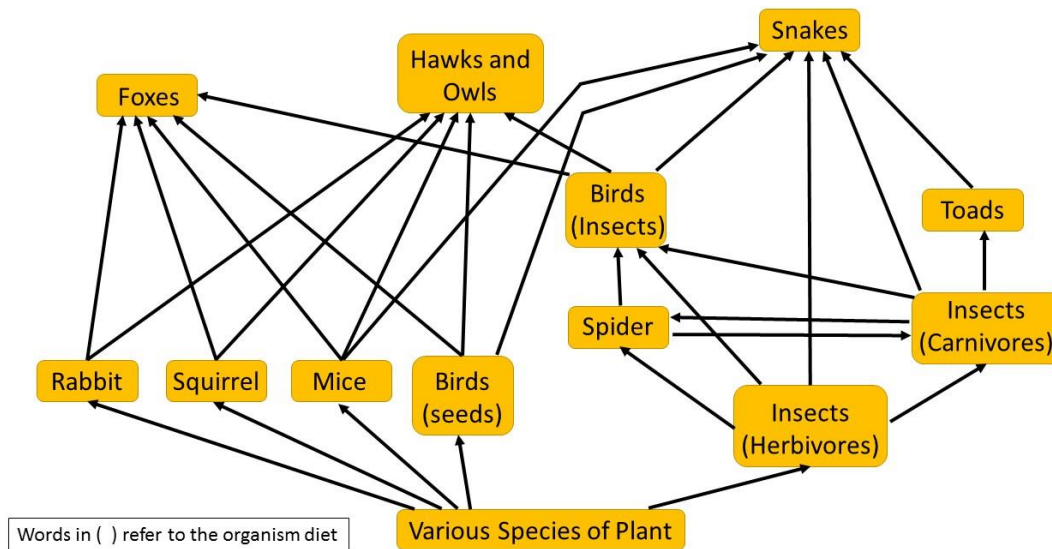 Snakes
Hawks and
Owls
Foxes
Birds
(Insects)
Toads
Spider
Insects
(Carnivores)
Rabbit
Squirrel
Mice
Birds
(seeds)
Insects
(Herbivores)
Various Species of Plant
Words in ( ) refer to the organism diet